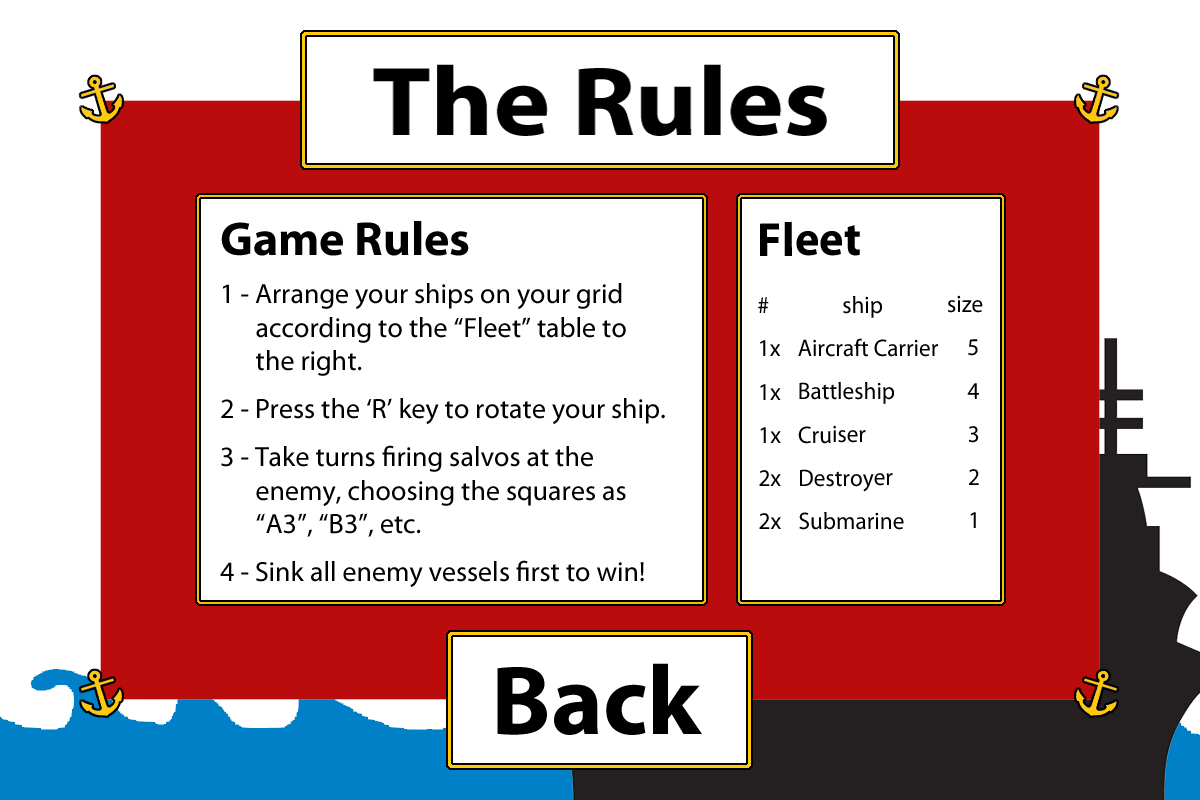 The Rules
Game Rules
1 - Arrange your ships on your grid
according to the “Fleet” table to
the right.
2 - Press the ‘R’ key to rotate your ship.
3 - Take turns firing salvos at the
enemy, choosing the squares as
“A3”, “B3”, etc.
4 - Sink all enemy vessels first to win!
Fleet
# ship size
1x Aircraft Carrier 5
1x Battleship 4
1x Cruiser 3
2x Destroyer 2
2x Submarine 1
Back